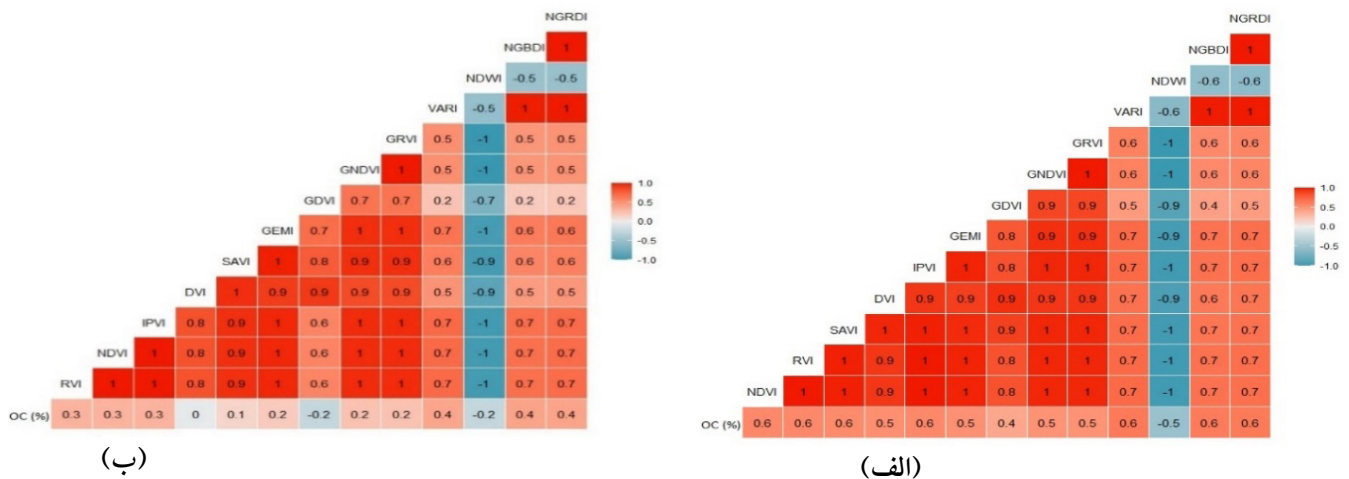 NGRDI
NGBDI 1
NDWI -0.5 -0.5
VARI -0.5 1 1
GRVI 0.5 -1 0.5 0.5
GNDVI 1 0.5 -1 0.5 0.5
GDVI 0.7 0.7 0.2 -0.7 0.2 0.2
GEMI 0.7 1 1 0.7 -1 0.6 0.6
SAVI 1 0.8 0.9 0.9 0.6 -0.9 0.6 0.6
DVI 1 0.9 0.9 0.9 0.9 0.5 -0.9 0.5 0.5
IPVI 0.8 0.9 1 0.6 1 1 0.7 -1 0.7 0.7
NDVI 1 0.8 0.9 1 0.6 1 1 0.7 -1 0.7 0.7
RVI 1 1 0.8 0.9 1 0.6 1 1 0.7 -1 0.7 0.7
OC (%) 0.3 0.3 0.3 0 0.1 0.2 -0.2 0.2 0.2 0.4 -0.2 0.4 0.4
1.0
0.5
0.0
-0.5
-1.0
(ب)
NGRDI
NGBDI 1
NDWI -0.6 -0.6
VARI -0.6 1 1
GRVI 0.6 -1 0.6 0.6
GNDVI 1 0.6 -1 0.6 0.6
GDVI 0.9 0.9 0.5 -0.9 0.4 0.5
GEMI 0.8 0.9 0.9 0.7 -0.9 0.7 0.7
IPVI 1 0.8 1 1 0.7 -1 0.7 0.7
DVI 0.9 0.9 0.9 0.9 0.9 0.7 -0.9 0.6 0.7
SAVI 1 1 1 0.9 1 1 0.7 -1 0.7 0.7
RVI 1 0.9 1 1 0.8 1 1 0.7 -1 0.7 0.7
NDVI 1 1 0.9 1 1 0.8 1 1 0.7 -1 0.7 0.7
OC (%) 0.6 0.6 0.6 0.5 0.6 0.5 0.4 0.5 0.5 0.6 -0.5 0.6 0.6
1.0
0.5
0.0
-0.5
-1.0
(الف)